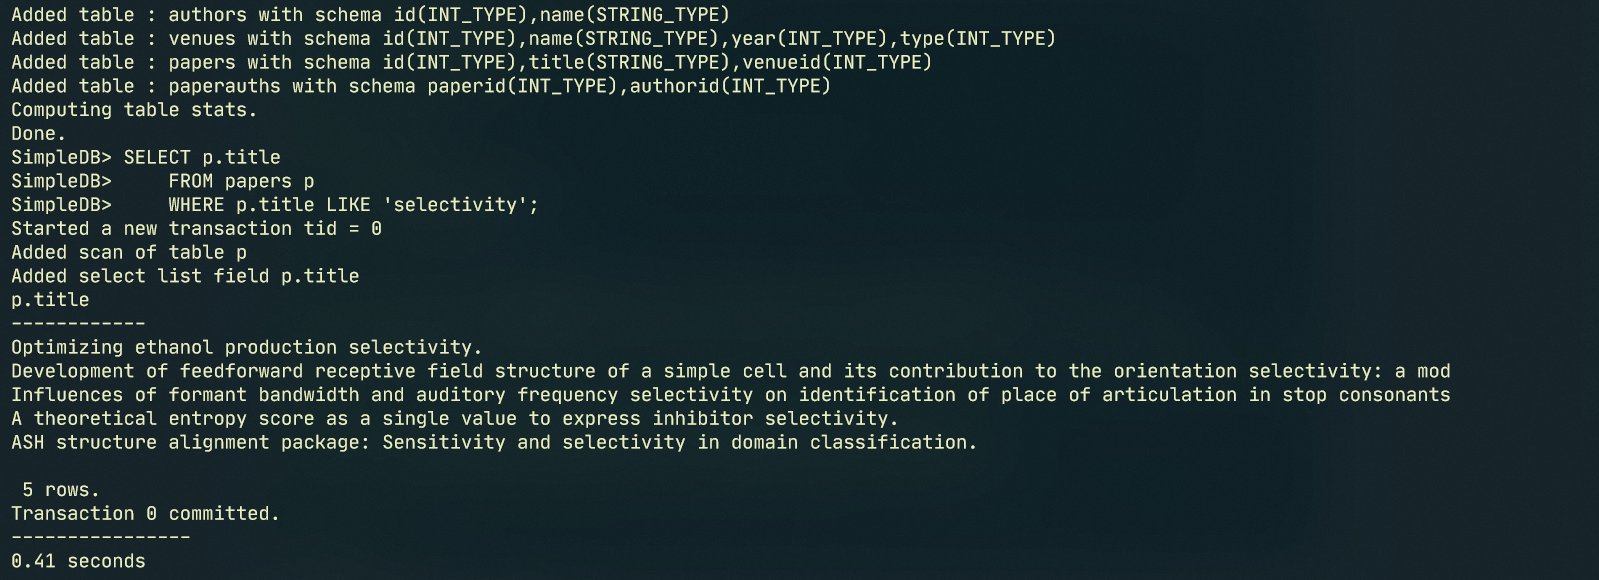 Added table : authors with schema id(INT_TYPE),name(STRING_TYPE)
Added table : venues with schema id(INT_TYPE),name(STRING_TYPE),year(INT_TYPE),type(INT_TYPE)
Added table : papers with schema id(INT_TYPE),title(STRING_TYPE),venueid(INT_TYPE)
Added table : paperauths with schema paperid(INT_TYPE),authorid(INT_TYPE)
Computing table stats.
Done.
SimpleDB> SELECT p.title
SimpleDB>     FROM papers p
SimpleDB>     WHERE p.title LIKE 'selectivity';
Started a new transaction tid = 0
Added scan of table p
Added select list field p.title
p.title
------------
Optimizing ethanol production selectivity.
Development of feedforward receptive field structure of a simple cell and its contribution to the orientation selectivity: a mod
Influences of formant bandwidth and auditory frequency selectivity on identification of place of articulation in stop consonants
A theoretical entropy score as a single value to express inhibitor selectivity.
ASH structure alignment package: Sensitivity and selectivity in domain classification.

 5 rows.
Transaction 0 committed.
----------------
0.41 seconds